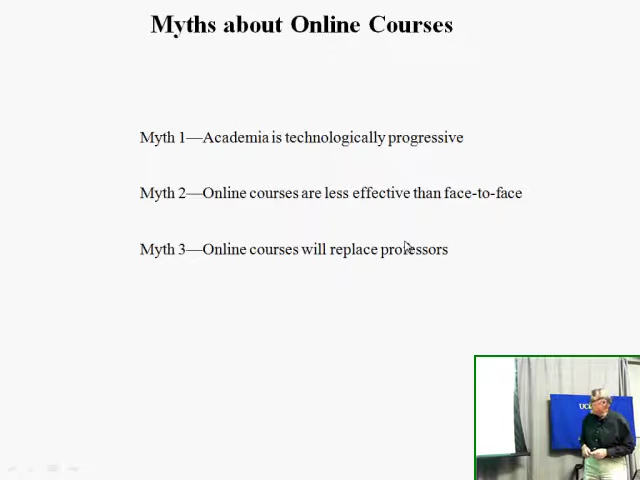 Myths about Online Courses
Myth 1—Academia is technologically progressive
Myth 2—Online courses are less effective than face-to-face
Myth 3—Online courses will replace professors